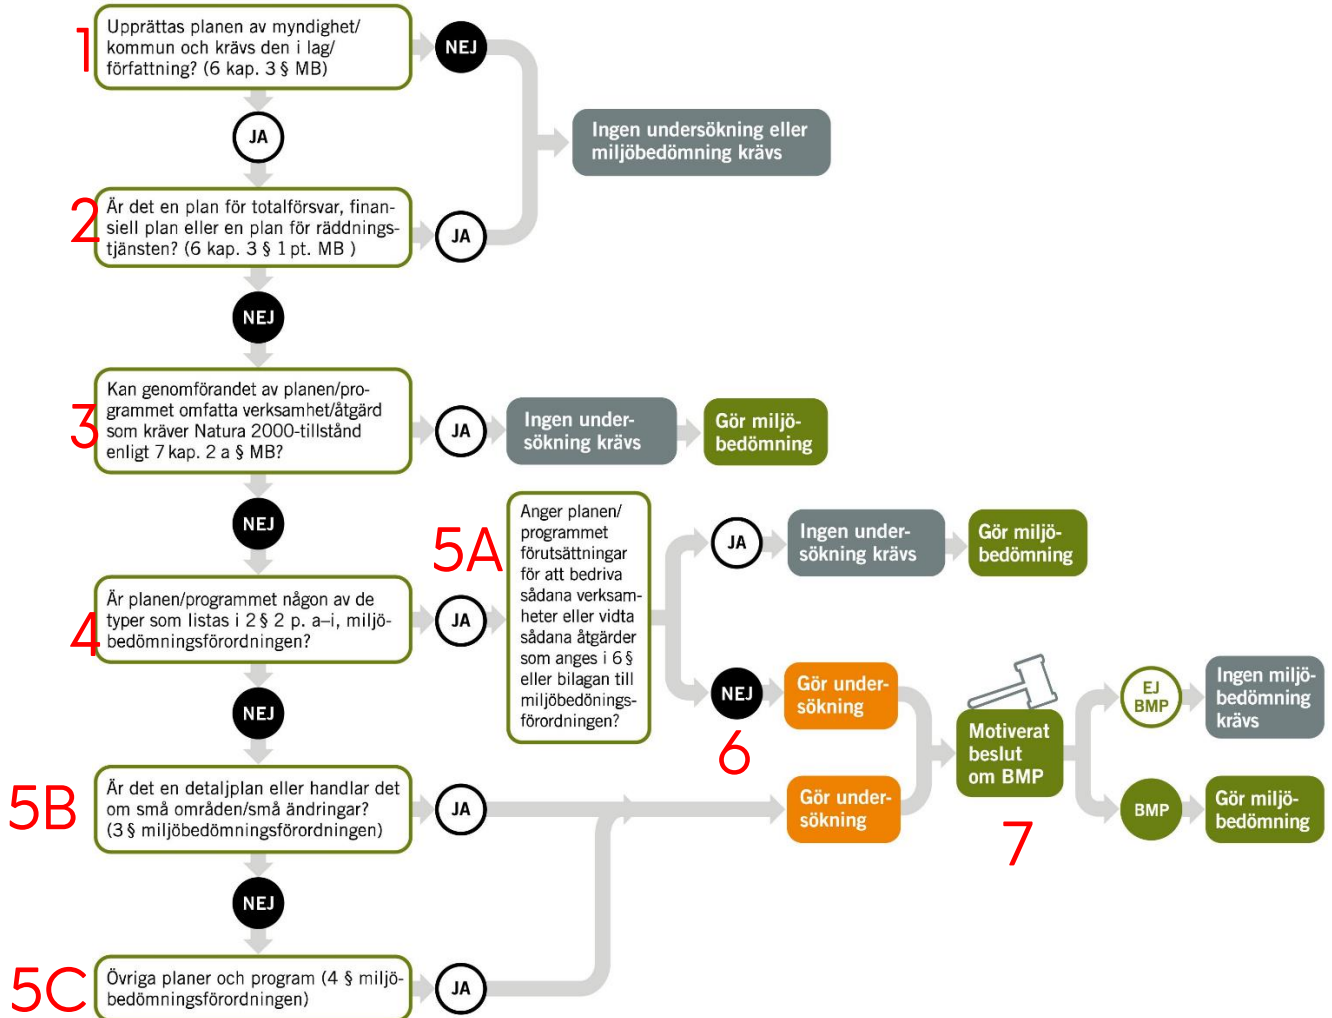 1
Upprättas planen av myndighet/
kommun och krävs den i lag/
författning? (6 kap. 3 § MB)
NEJ
JA
Ingen undersökning eller
miljöbedömning krävs
2
Är det en plan för totalförsvar, finan-
siell plan eller en plan för räddnings-
tjänsten? (6 kap. 3 § 1 pt. MB )
JA
NEJ
3
Kan genomförandet av planen/pro-
grammet omfatta verksamhet/åtgärd
som kräver Natura 2000-tillstånd
enligt 7 kap. 2 a § MB?
JA
Ingen under-
sökning krävs
Gör miljö-
bedömning
NEJ
4
Är planen/programmet någon av de
typer som listas i 2 § 2 p. a–i, miljö-
bedömningsförordningen?
JA
5A
Anger planen/
programmet
förutsättningar
för att bedriva
sådana verksam-
heter eller vidta
sådana åtgärder
som anges i 6 §
eller bilagan till
miljöbedönings-
förordningen?
JA
Ingen under-
sökning krävs
Gör miljö-
bedömning
NEJ
6
Gör under-
sökning
NEJ
5B
Är det en detaljplan eller handlar det
om små områden/små ändringar?
(3 § miljöbedömningsförordningen)
JA
Gör under-
sökning
Motiverat
beslut
om BMP
7
EJ
BMP
Ingen miljö-
bedömning
krävs
BMP
Gör miljö-
bedömning
NEJ
5C
Övriga planer och program (4 § miljö-
bedömningsförordningen)
JA